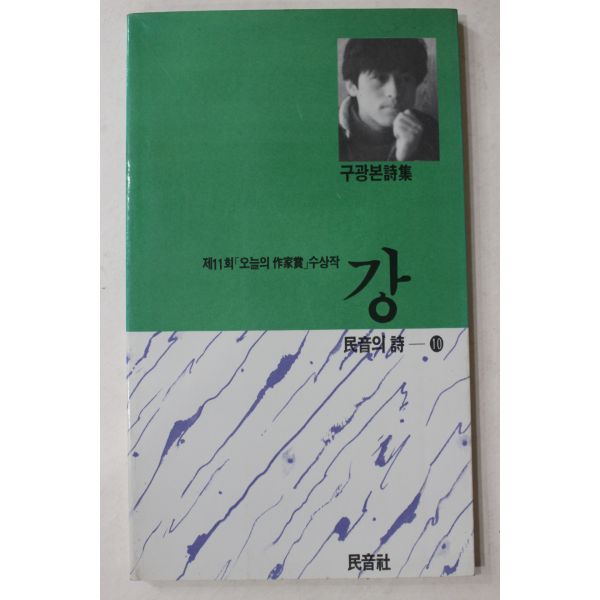 구광본詩集
제11회「오늘의 作家賞」수상작
강
民音의 詩 — 10
民音社